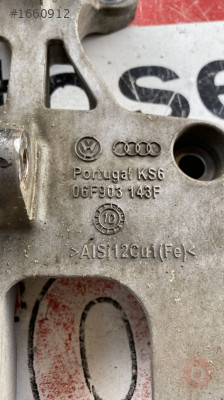 #1660912
Portugal KS6
06F903 143F
>AlSi12Cu1(Fe)<